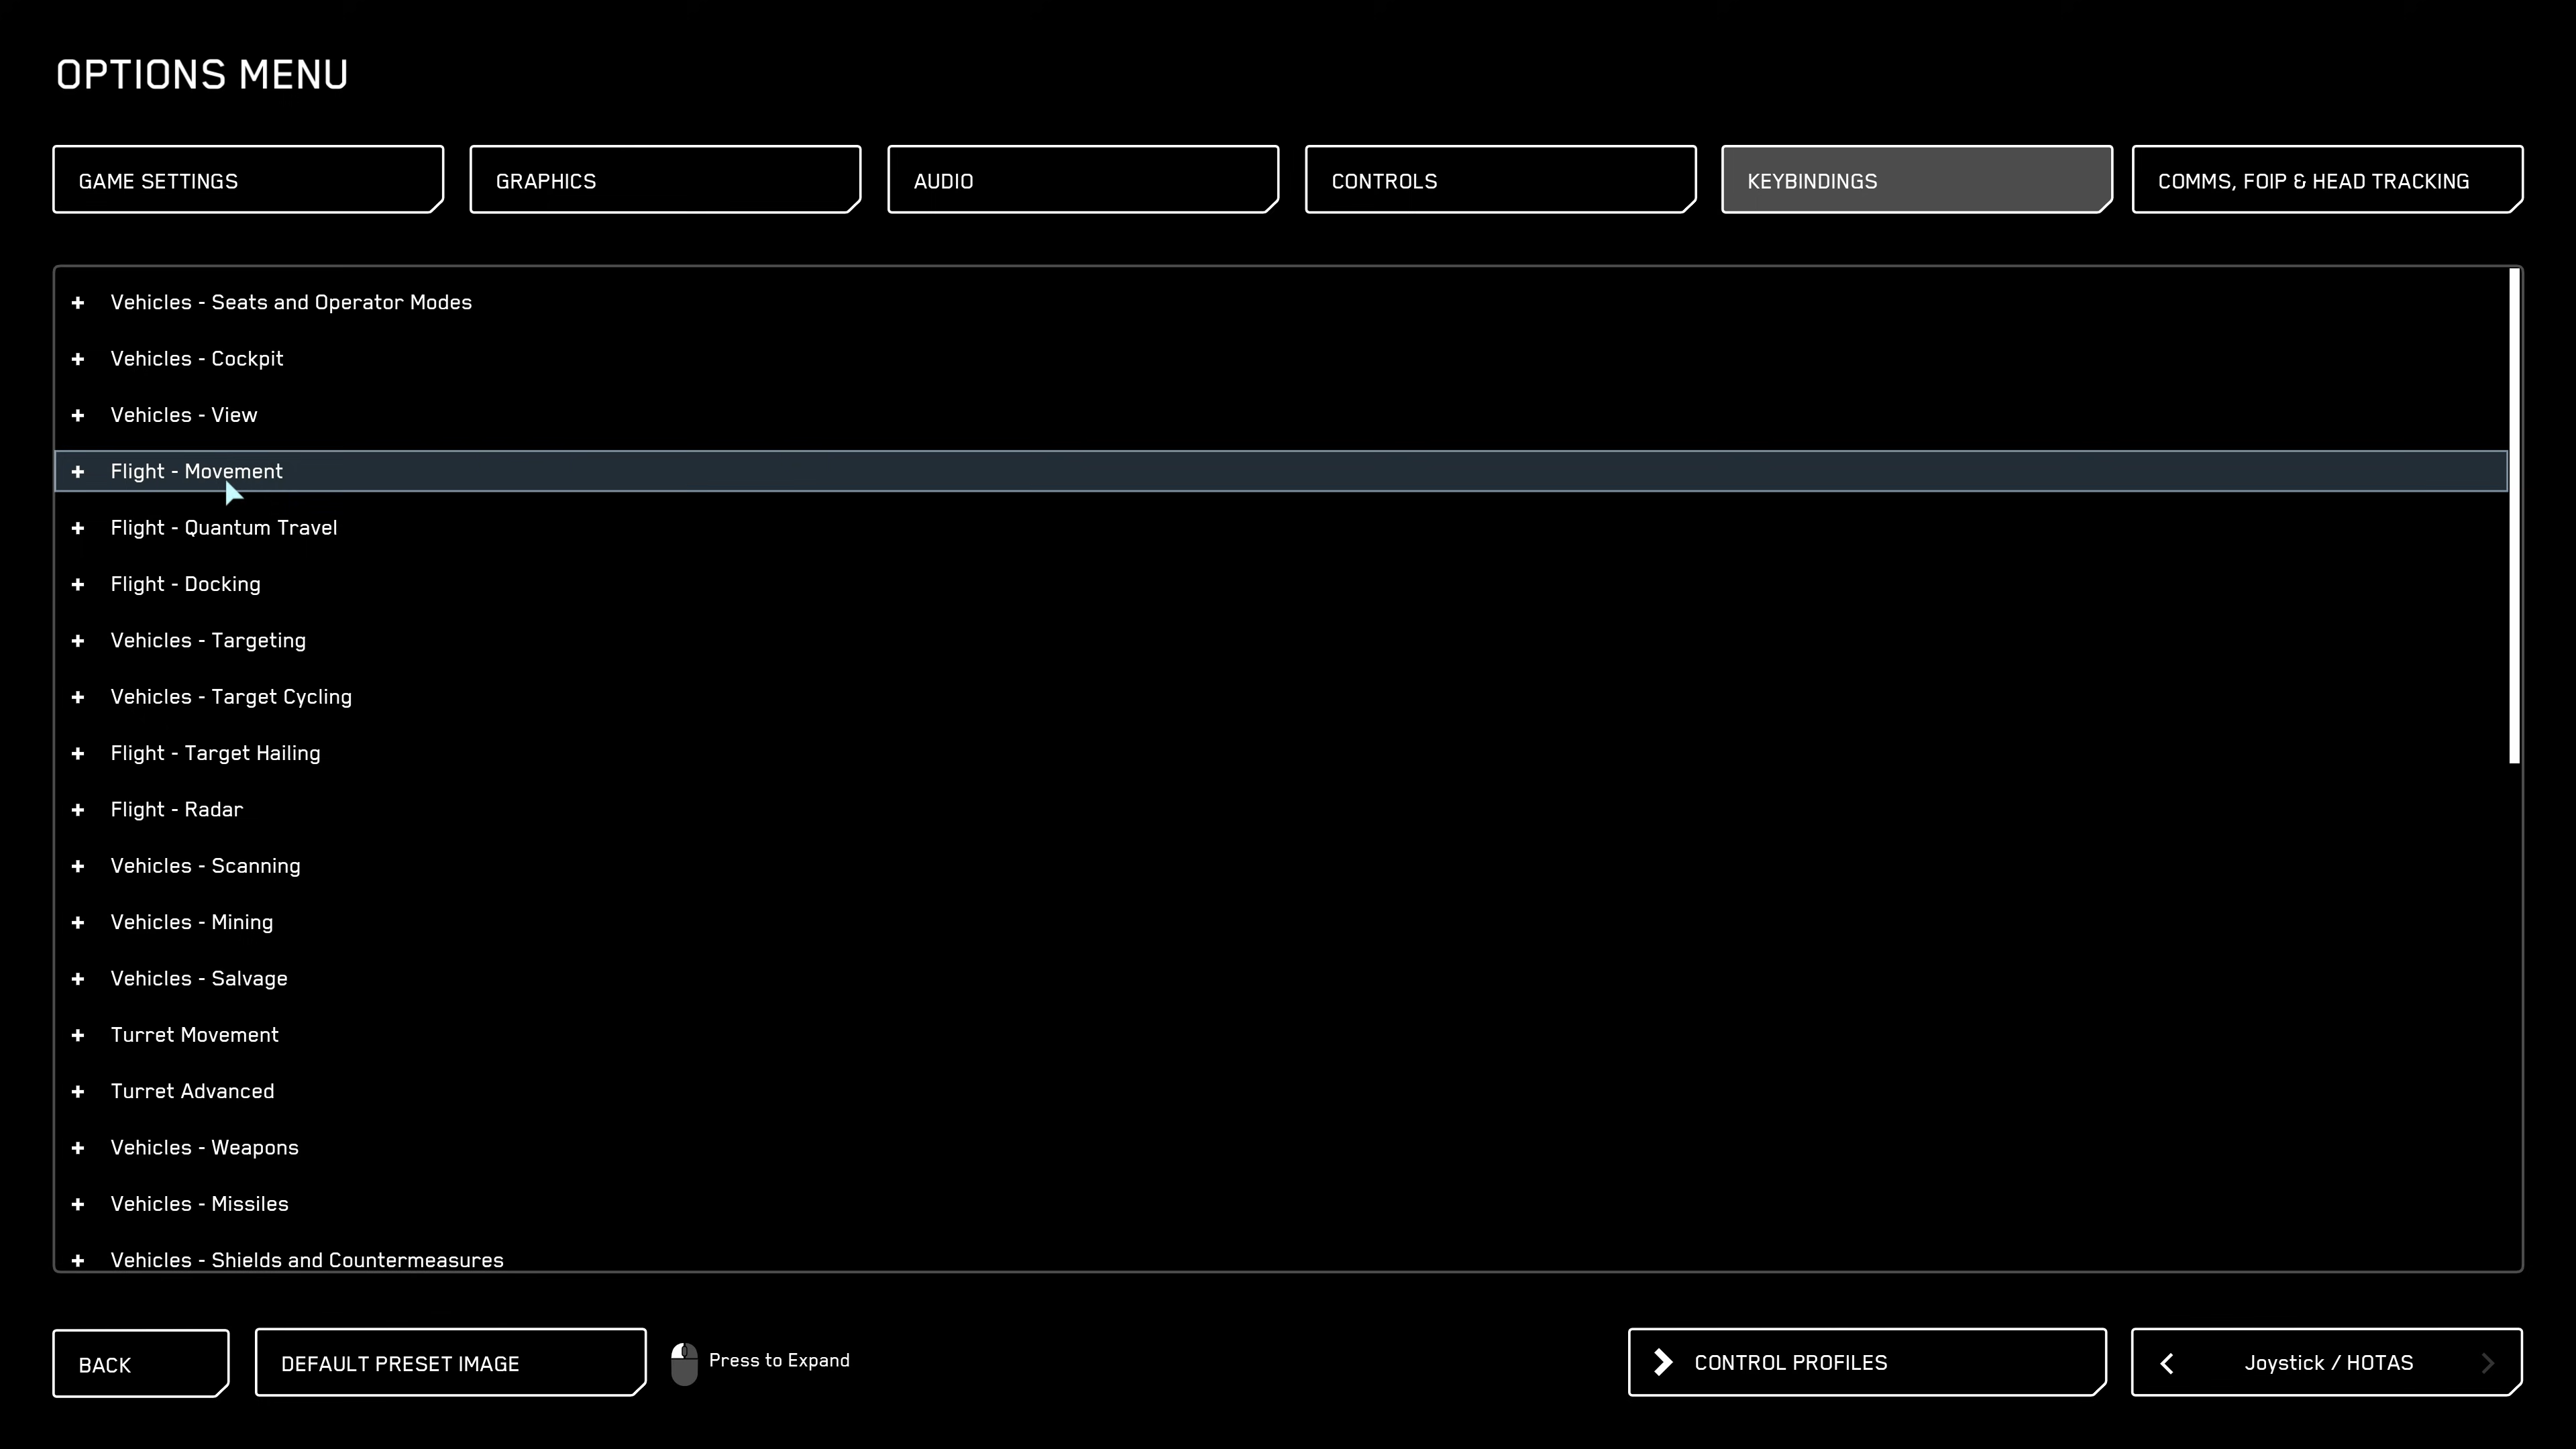 OPTIONS MENU
GAME SETTINGS
GRAPHICS
AUDIO
CONTROLS
KEYBINDINGS
COMMS, FOIP & HEAD TRACKING
+ Vehicles - Seats and Operator Modes
+ Vehicles - Cockpit
+ Vehicles - View
+ Flight - Movement
+ Flight - Quantum Travel
+ Flight - Docking
+ Vehicles - Targeting
+ Vehicles - Target Cycling
+ Flight - Target Hailing
+ Flight - Radar
+ Vehicles - Scanning
+ Vehicles - Mining
+ Vehicles - Salvage
+ Turret Movement
+ Turret Advanced
+ Vehicles - Weapons
+ Vehicles - Missiles
+ Vehicles - Shields and Countermeasures
BACK
DEFAULT PRESET IMAGE
Press to Expand
CONTROL PROFILES
Joystick / HOTAS